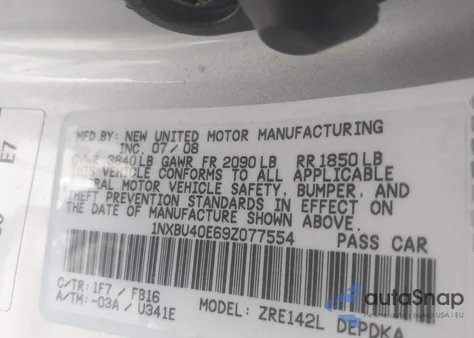 E7
MFD.BY: NEW UNITED MOTOR MANUFACTURING
INC. 07/08
3840LB GAWR FR 2090LB RR 1850LB
THIS VEHICLE CONFORMS TO ALL APPLICABLE
FEDERAL MOTOR VEHICLE SAFETY, BUMPER, AND
THEFT PREVENTION STANDARDS IN EFFECT ON
THE DATE OF MANUFACTURE SHOWN ABOVE.
1NXBU40E69Z077554 PASS CAR
C/TR: 1F7 / FB16
A/TM: -03A / U341E MODEL: ZRE142L DEPDKA
autoSnap